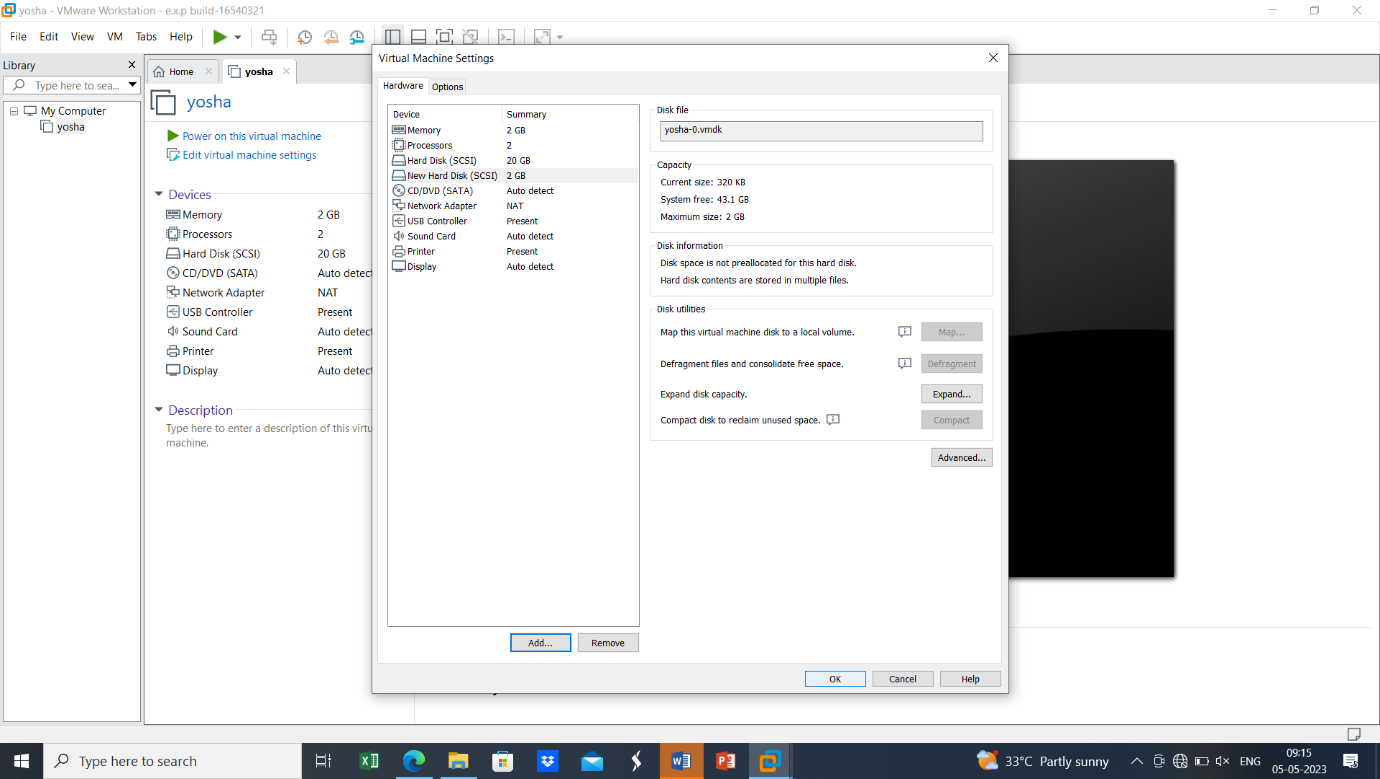 yosha - VMware Workstation - e.x.p build-16540321
File Edit View VM Tabs Help
Library
Type here to sea...
My Computer
yosha
Home
yosha
yosha
Power on this virtual machine
Edit virtual machine settings
Devices
Memory 2 GB
Processors 2
Hard Disk (SCSI) 20 GB
CD/DVD (SATA) Auto detect
Network Adapter NAT
USB Controller Present
Sound Card Auto detect
Printer Present
Display Auto detect
Description
Type here to enter a description of this virtu
machine.
Virtual Machine Settings
Hardware Options
Device Summary
Memory 2 GB
Processors 2
Hard Disk (SCSI) 20 GB
New Hard Disk (SCSI) 2 GB
CD/DVD (SATA) Auto detect
Network Adapter NAT
USB Controller Present
Sound Card Auto detect
Printer Present
Display Auto detect
Add... Remove
Disk file
yosha-0.vmdk
Capacity
Current size: 320 KB
System free: 43.1 GB
Maximum size: 2 GB
Disk information
Disk space is not preallocated for this hard disk.
Hard disk contents are stored in multiple files.
Disk utilities
Map this virtual machine disk to a local volume. Map...
Defragment files and consolidate free space. Defragment
Expand disk capacity. Expand...
Compact disk to reclaim unused space. Compact
Advanced...
OK Cancel Help
Type here to search
33°C Partly sunny
ENG
09:15
05-05-2023